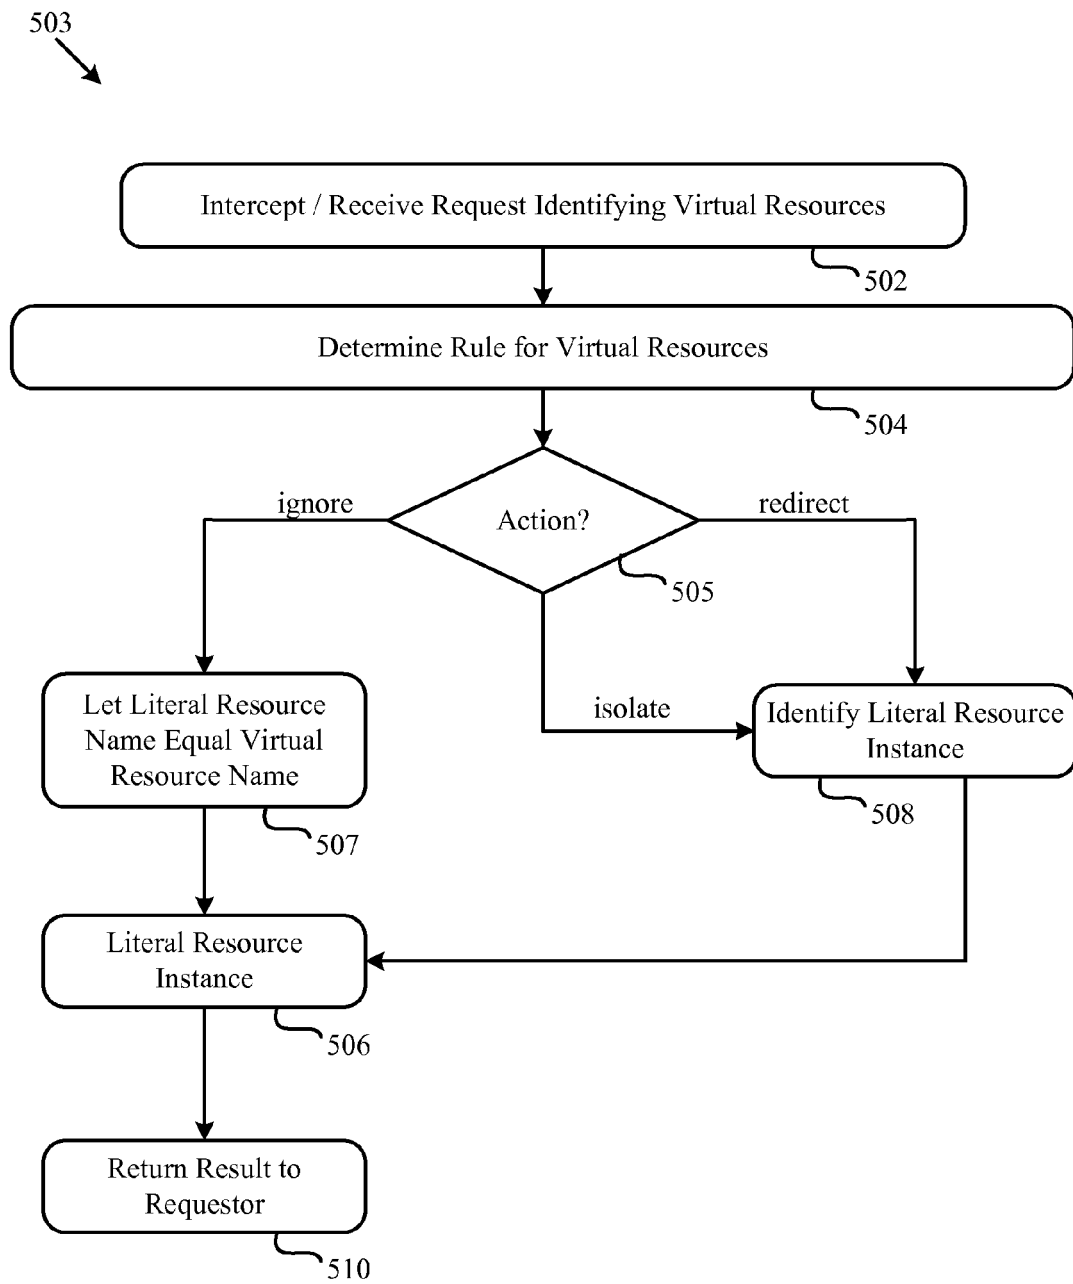 503
Intercept / Receive Request Identifying Virtual Resources
502
Determine Rule for Virtual Resources
504
ignore
Action?
redirect
505
isolate
Let Literal Resource
Name Equal Virtual
Resource Name
507
Identify Literal Resource
Instance
508
Literal Resource
Instance
506
Return Result to
Requestor
510